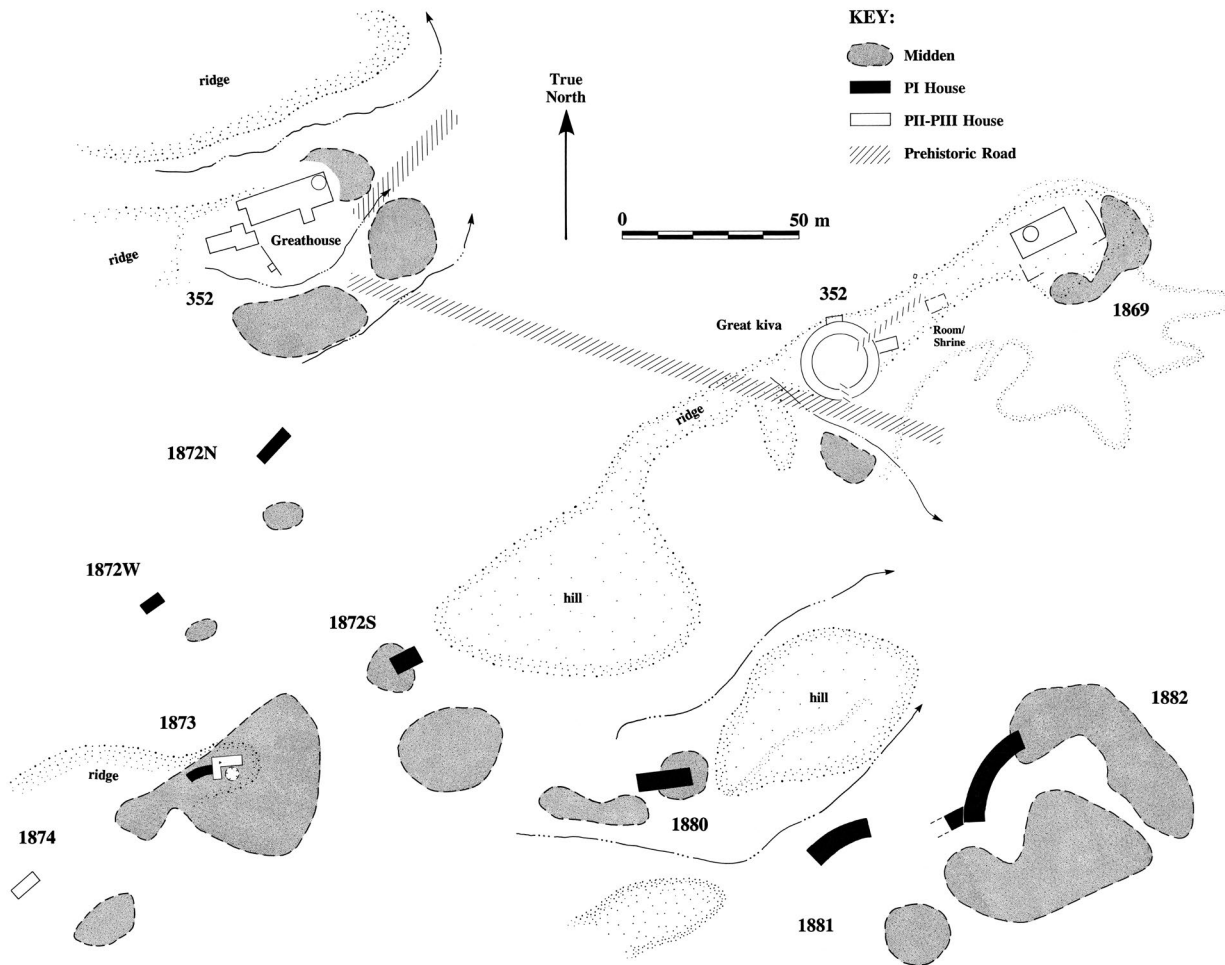 KEY:
Midden
PI House
PII-PIII House
Prehistoric Road
True
North
0 50 m
ridge
ridge
Greathouse
352
352
Great kiva
Room/
Shrine
1869
ridge
1872N
1872W
1872S
hill
hill
1873
ridge
1874
1880
1881
1882